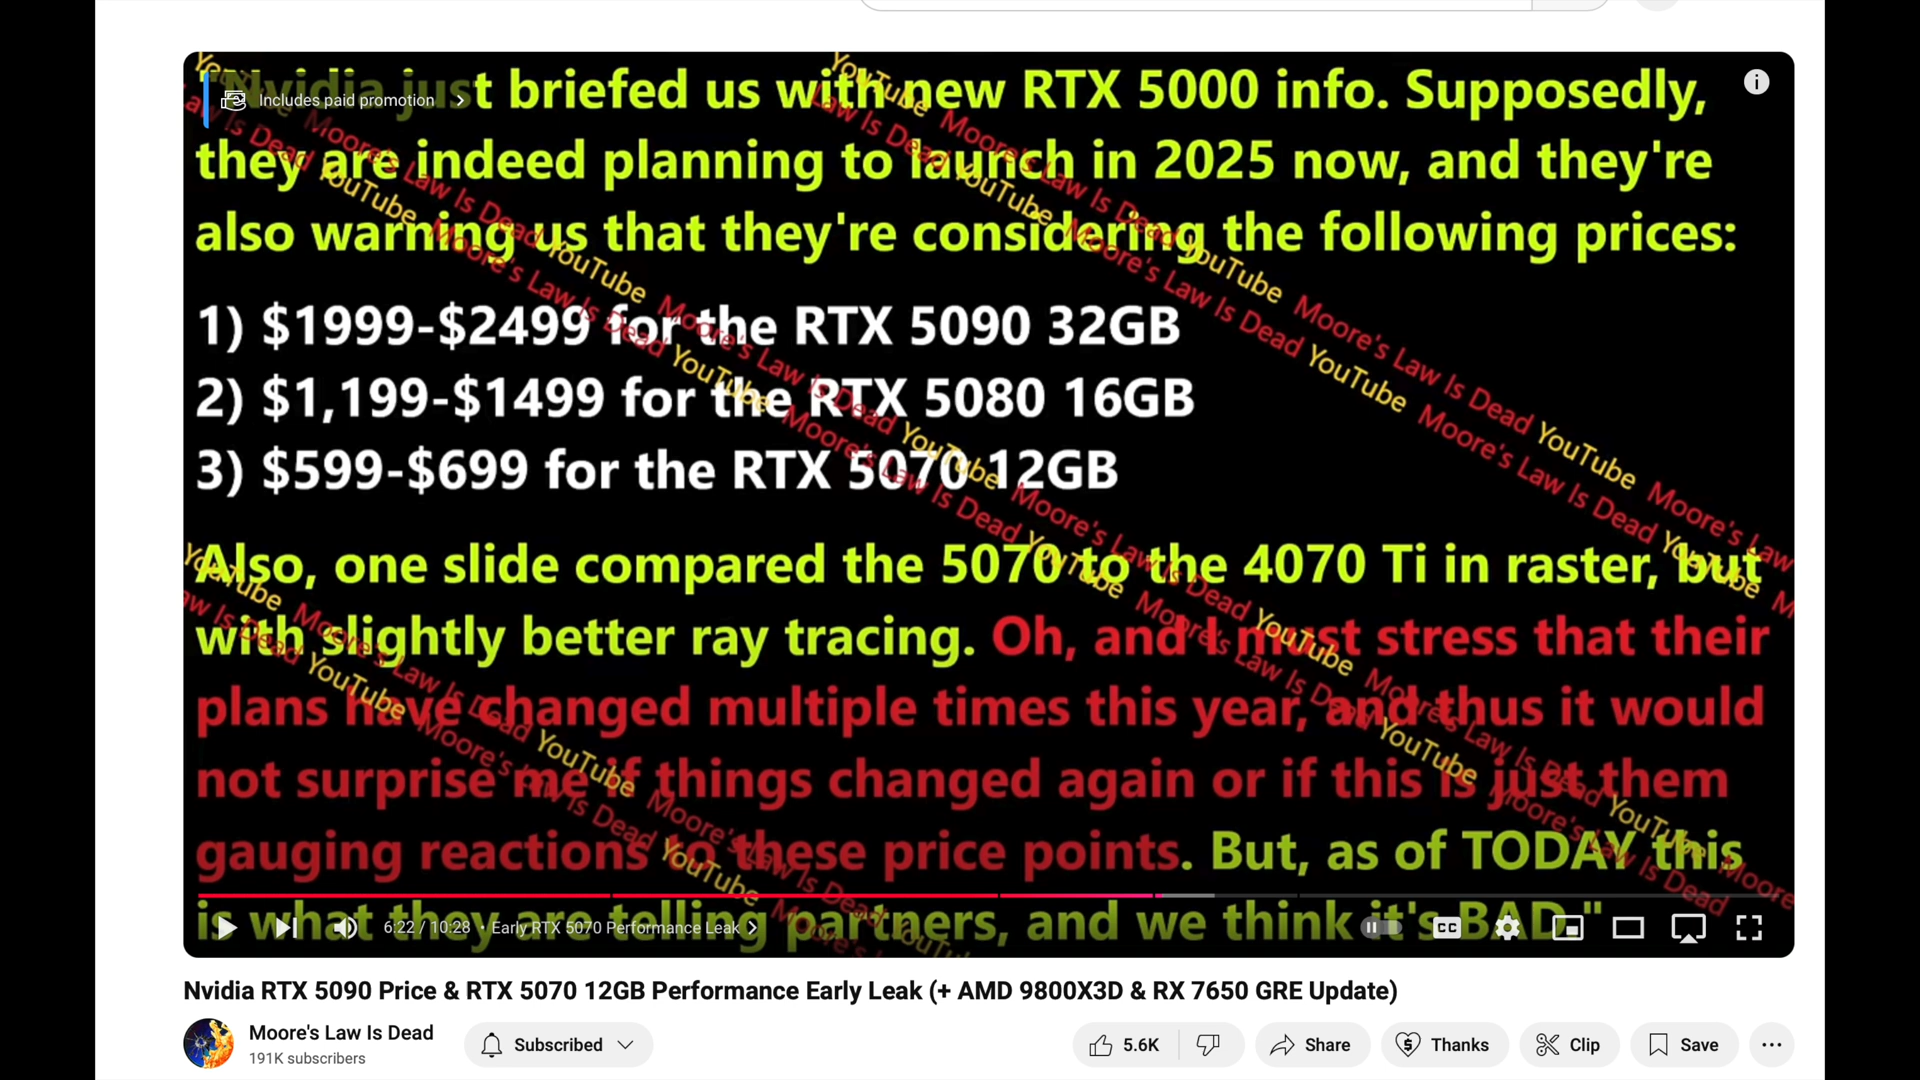 Includes paid promotion
"Nvidia just briefed us with new RTX 5000 info. Supposedly,
they are indeed planning to launch in 2025 now, and they're
also warning us that they're considering the following prices:
1) $1999-$2499 for the RTX 5090 32GB
2) $1,199-$1499 for the RTX 5080 16GB
3) $599-$699 for the RTX 5070 12GB
Also, one slide compared the 5070 to the 4070 Ti in raster, but
with slightly better ray tracing. Oh, and I must stress that their
plans have changed multiple times this year, and thus it would
not surprise me if things changed again or if this is just them
gauging reactions to these price points. But, as of TODAY this
is what they are telling partners, and we think it's BAD."
YouTube Moore's Law Is Dead
6:22 / 10:28 • Early RTX 5070 Performance Leak
CC
Nvidia RTX 5090 Price & RTX 5070 12GB Performance Early Leak (+ AMD 9800X3D & RX 7650 GRE Update)
Moore's Law Is Dead
191K subscribers
Subscribed
5.6K
Share
Thanks
Clip
Save